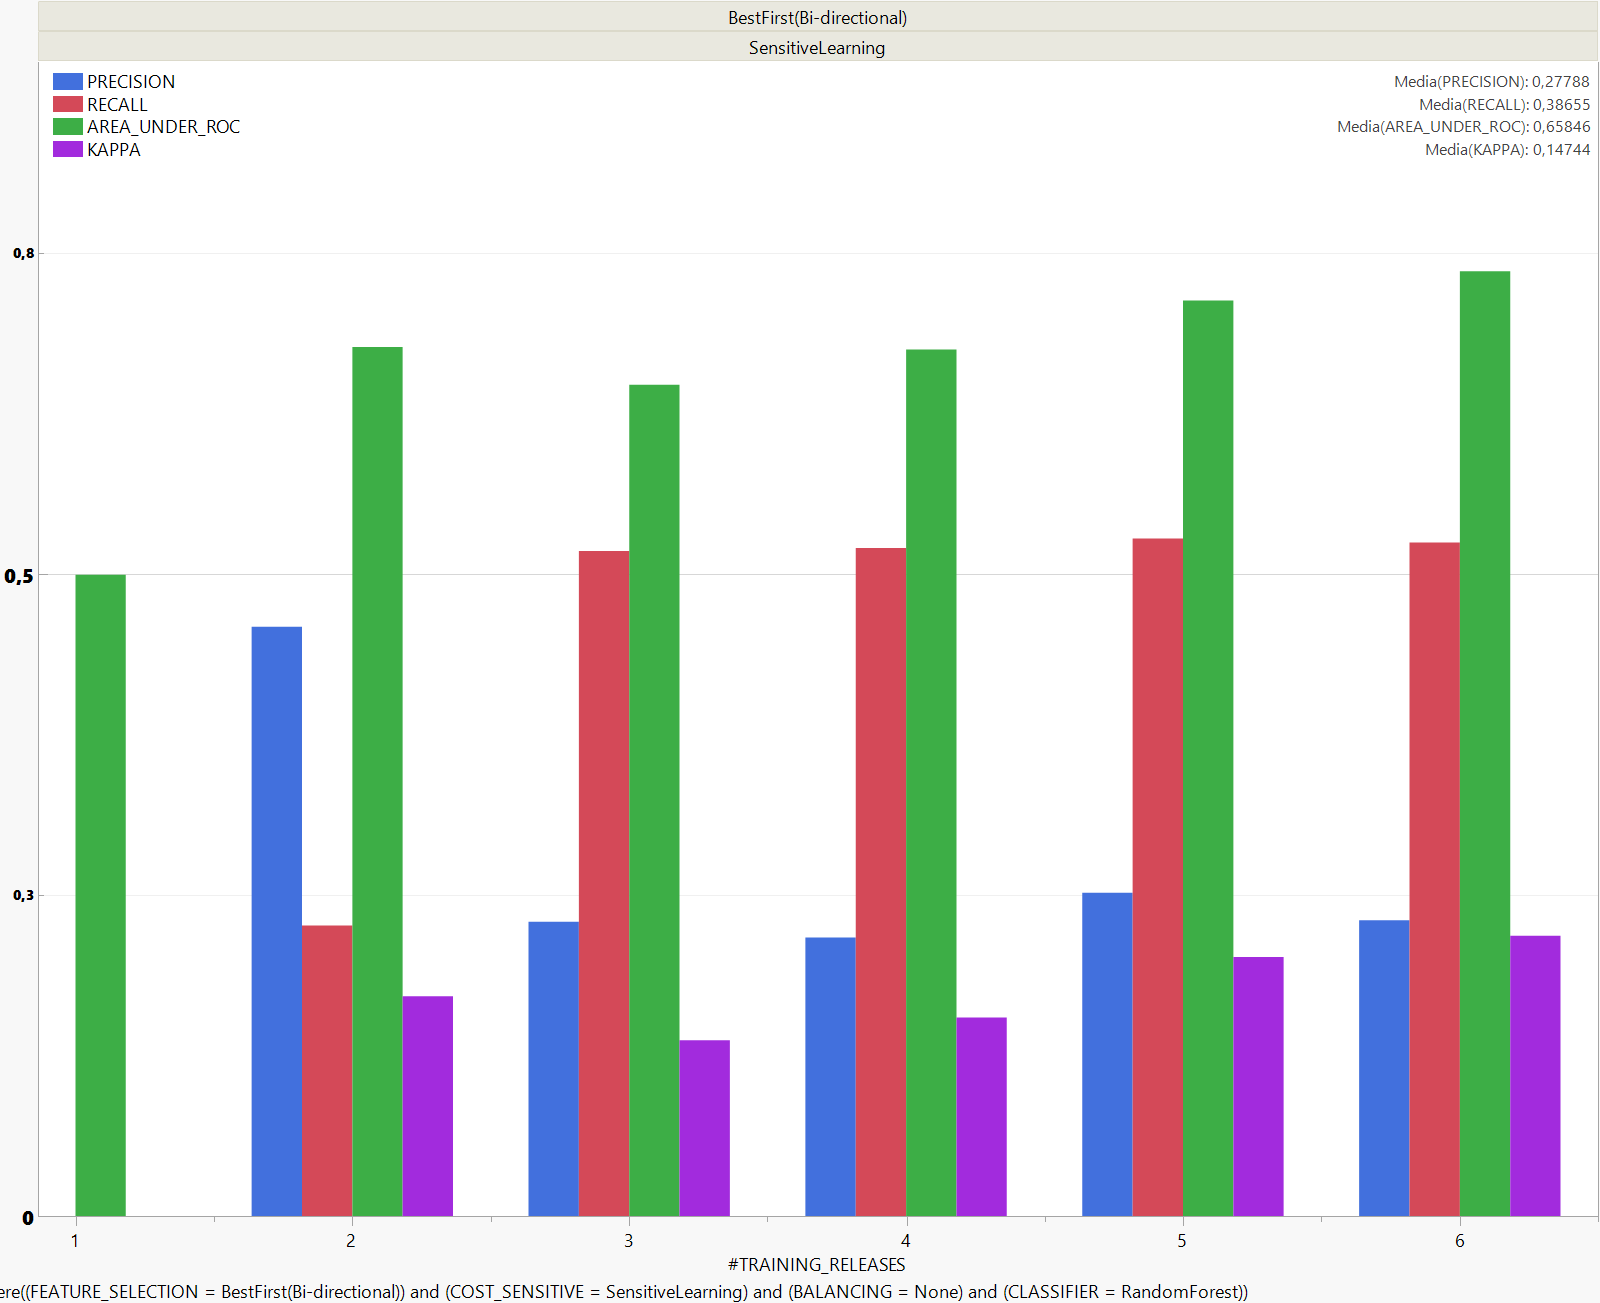 BestFirst(Bi-directional)
SensitiveLearning
PRECISION
RECALL
AREA_UNDER_ROC
KAPPA
Media(PRECISION): 0,27788
Media(RECALL): 0,38655
Media(AREA_UNDER_ROC): 0,65846
Media(KAPPA): 0,14744
0,8
0,5
0,3
0
1 2 3 4 5 6
#TRAINING_RELEASES
ere((FEATURE_SELECTION = BestFirst(Bi-directional)) and (COST_SENSITIVE = SensitiveLearning) and (BALANCING = None) and (CLASSIFIER = RandomForest))